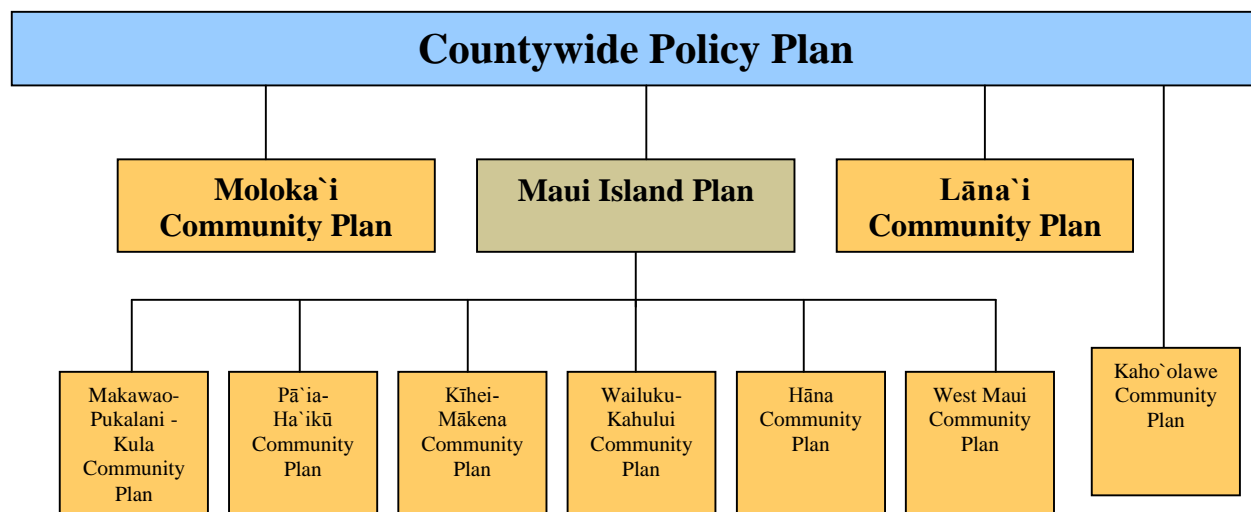 Countywide Policy Plan
Moloka`i
Community Plan
Maui Island Plan
Lāna`i
Community Plan
Makawao-
Pukalani -
Kula
Community
Plan
Pā`ia-
Ha`ikū
Community
Plan
Kīhei-
Mākena
Community
Plan
Wailuku-
Kahului
Community
Plan
Hāna
Community
Plan
West Maui
Community
Plan
Kaho`olawe
Community
Plan